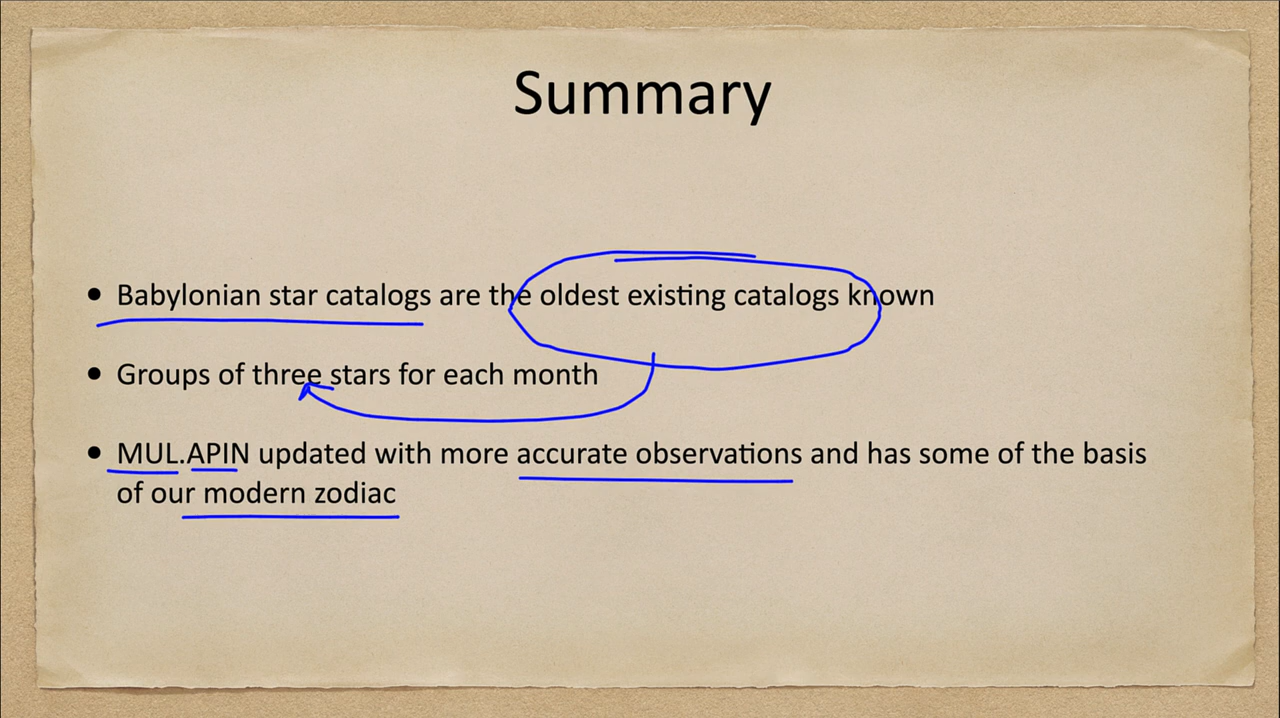 Summary
• Babylonian star catalogs are the oldest existing catalogs known
• Groups of three stars for each month
• MUL.APIN updated with more accurate observations and has some of the basis
of our modern zodiac